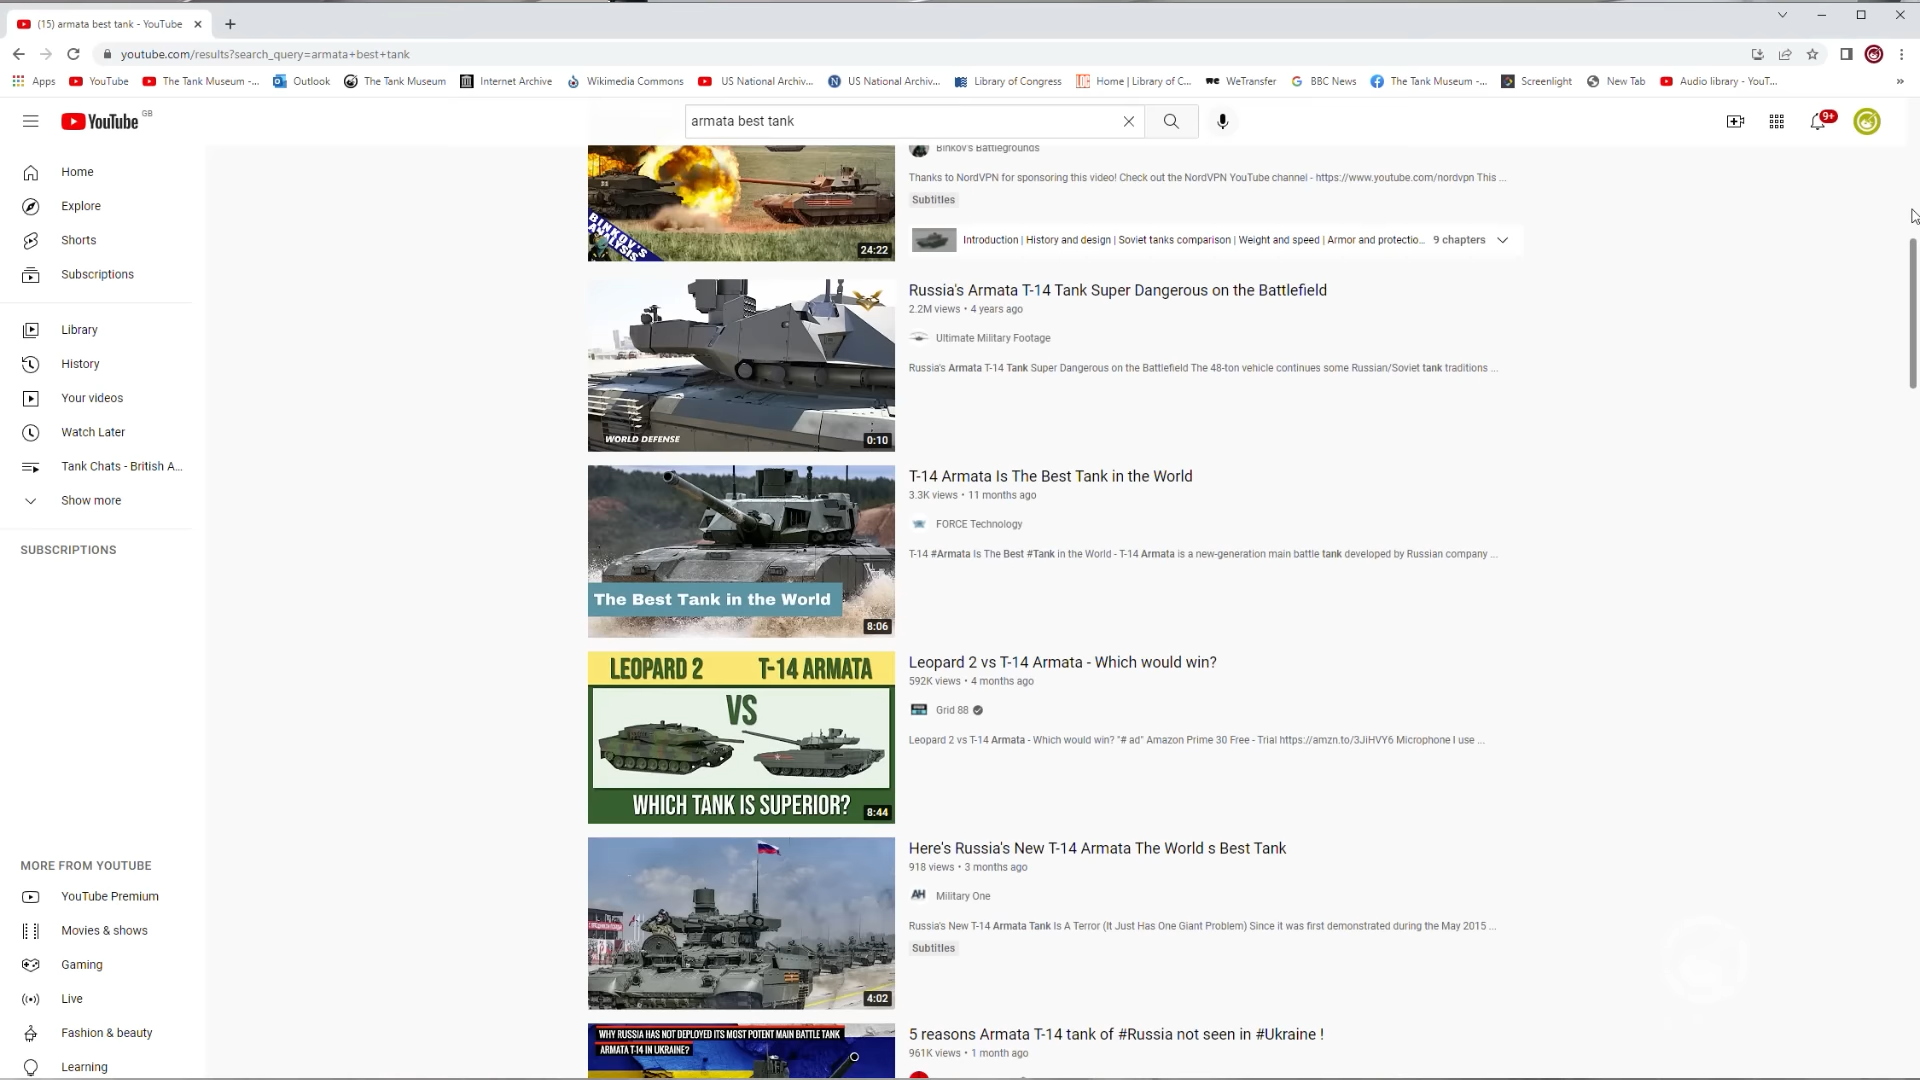 (15) armata best tank - YouTube
youtube.com/results?search_query=armata+best+tank
Apps
YouTube
The Tank Museum -...
Outlook
The Tank Museum
Internet Archive
Wikimedia Commons
US National Archiv...
US National Archiv...
Library of Congress
Home | Library of C...
WeTransfer
BBC News
The Tank Museum -...
Screenlight
New Tab
Audio library - YouT...
YouTube GB
armata best tank
9+
Home
Explore
Shorts
Subscriptions
Library
History
Your videos
Watch Later
Tank Chats - British A...
Show more
SUBSCRIPTIONS
MORE FROM YOUTUBE
YouTube Premium
Movies & shows
Gaming
Live
Fashion & beauty
Learning
BINKOV'S
ANALYSIS
24:22
Binkov's Battlegrounds
Thanks to NordVPN for sponsoring this video! Check out the NordVPN YouTube channel - https://www.youtube.com/nordvpn This ...
Subtitles
Introduction | History and design | Soviet tanks comparison | Weight and speed | Armor and protectio... 9 chapters
WORLD DEFENSE
0:10
Russia's Armata T-14 Tank Super Dangerous on the Battlefield
2.2M views • 4 years ago
Ultimate Military Footage
Russia's Armata T-14 Tank Super Dangerous on the Battlefield The 48-ton vehicle continues some Russian/Soviet tank traditions ...
The Best Tank in the World
8:06
T-14 Armata Is The Best Tank in the World
3.3K views • 11 months ago
FORCE Technology
T-14 #Armata Is The Best #Tank in the World - T-14 Armata is a new-generation main battle tank developed by Russian company ...
LEOPARD 2 T-14 ARMATA
VS
WHICH TANK IS SUPERIOR?
8:44
Leopard 2 vs T-14 Armata - Which would win?
592K views • 4 months ago
Grid 88
Leopard 2 vs T-14 Armata - Which would win? "# ad" Amazon Prime 30 Free - Trial https://amzn.to/3JiHVY6 Microphone I use ...
4:02
Here's Russia's New T-14 Armata The World s Best Tank
918 views • 3 months ago
AH
Military One
Russia's New T-14 Armata Tank Is A Terror (It Just Has One Giant Problem) Since it was first demonstrated during the May 2015 ...
Subtitles
WHY RUSSIA HAS NOT DEPLOYED ITS MOST POTENT MAIN BATTLE TANK
ARMATA T-14 IN UKRAINE?
5 reasons Armata T-14 tank of #Russia not seen in #Ukraine !
961K views • 1 month ago